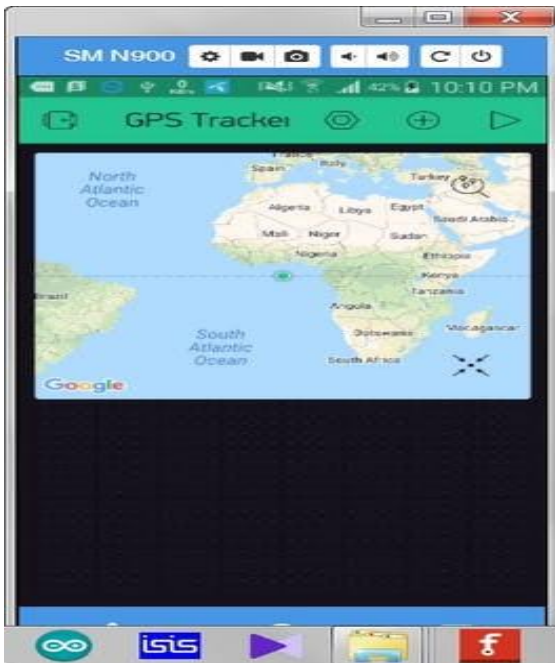 SM N900
42% 10:10 PM
GPS Tracker
France
North
Atlantic
Ocean
Spain
Italy
Turkey
Algeria
Libya
Egypt
Saudi Arabia
Mali
Niger
Sudan
Nigeria
Ethiopia
Kenya
Brazil
Tanzania
Angola
South
Atlantic
Ocean
Botswana
Madagascar
South Africa
Google
isis